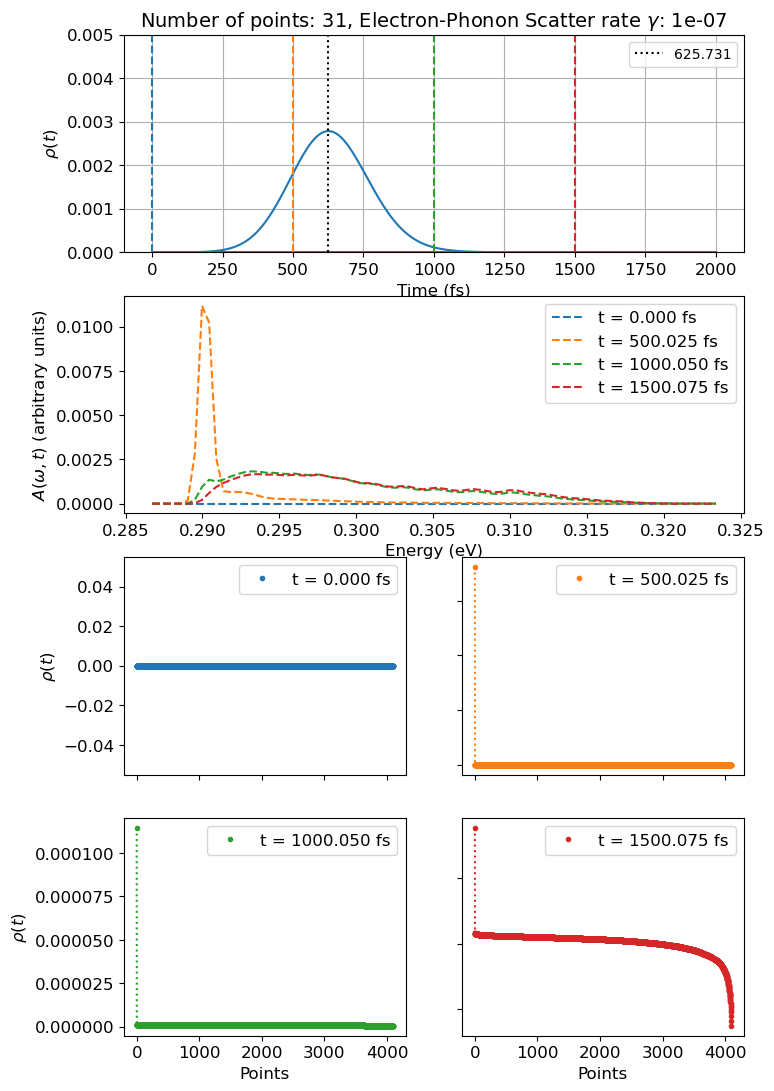 Number of points: 31, Electron-Phonon Scatter rate γ: 1e-07
0.005
0.004
0.003
0.002
0.001
0.000
ρ(t)
625.731
0 250 500 750 1000 1250 1500 1750 2000
Time (fs)
0.0100
0.0075
0.0050
0.0025
0.0000
A(ω, t) (arbitrary units)
t = 0.000 fs
t = 500.025 fs
t = 1000.050 fs
t = 1500.075 fs
0.285 0.290 0.295 0.300 0.305 0.310 0.315 0.320 0.325
Energy (eV)
0.04
0.02
0.00
−0.02
−0.04
ρ(t)
t = 0.000 fs
t = 500.025 fs
0.000100
0.000075
0.000050
0.000025
0.000000
ρ(t)
t = 1000.050 fs
0 1000 2000 3000 4000
Points
t = 1500.075 fs
0 1000 2000 3000 4000
Points